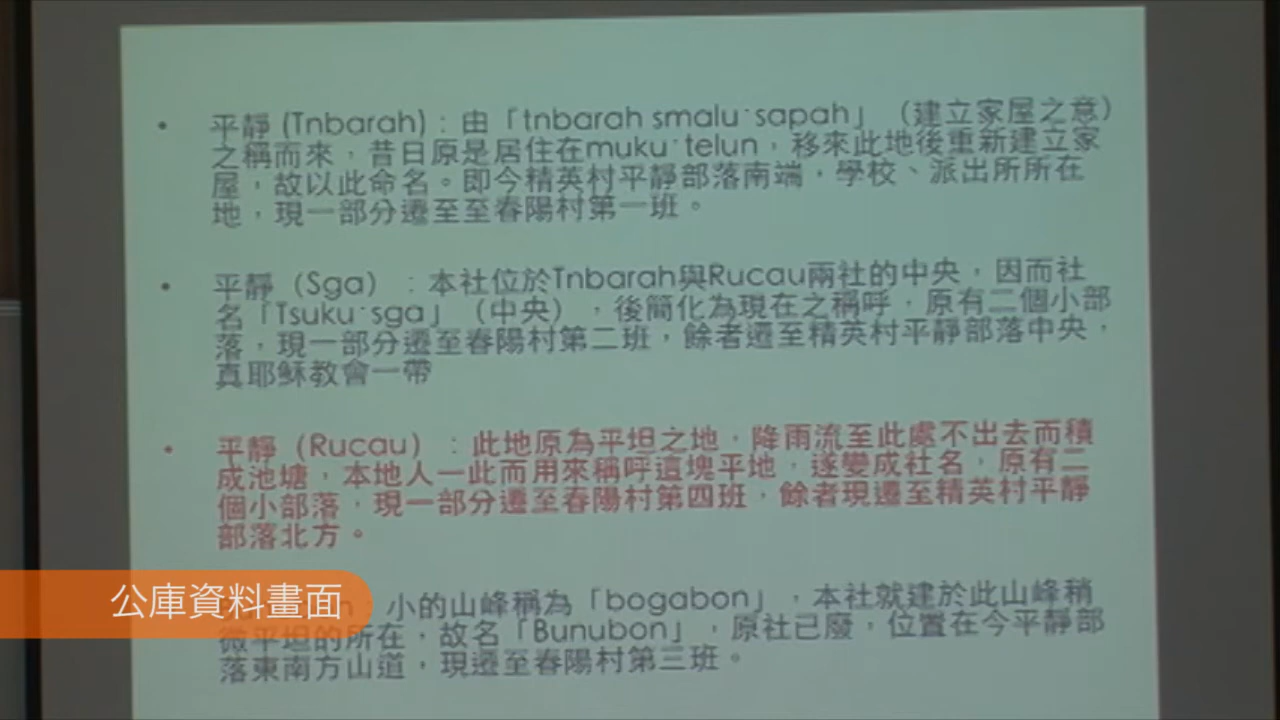 • 平靜 (Tnbarah)：由「tnbarah smalu sapah」（建立家屋之意）
之稱而來，昔日原是居住在muku telun，移來此地後重新建立家
屋，故以此命名。即今精英村平靜部落南端，學校、派出所所在
地，現一部分遷至至春陽村第一班。
• 平靜（Sga）：本社位於Tnbarah與Rucau兩社的中央，因而社
名「Tsuku sga」（中央），後簡化為現在之稱呼，原有二個小部
落，現一部分遷至春陽村第二班，餘者遷至精英村平靜部落中央，
真耶穌教會一帶
• 平靜（Rucau）：此地原為平坦之地，降雨流至此處不出去而積
成池塘，本地人一此而用來稱呼這塊平地，遂變成社名，原有二
個小部落，現一部分遷至春陽村第四班，餘者現遷至精英村平靜
部落北方。
公庫資料畫面
：小的山峰稱為「bogabon」，本社就建於此山峰稍
微平坦的所在，故名「Bunubon」，原社已廢，位置在今平靜部
落東南方山道，現遷至春陽村第三班。